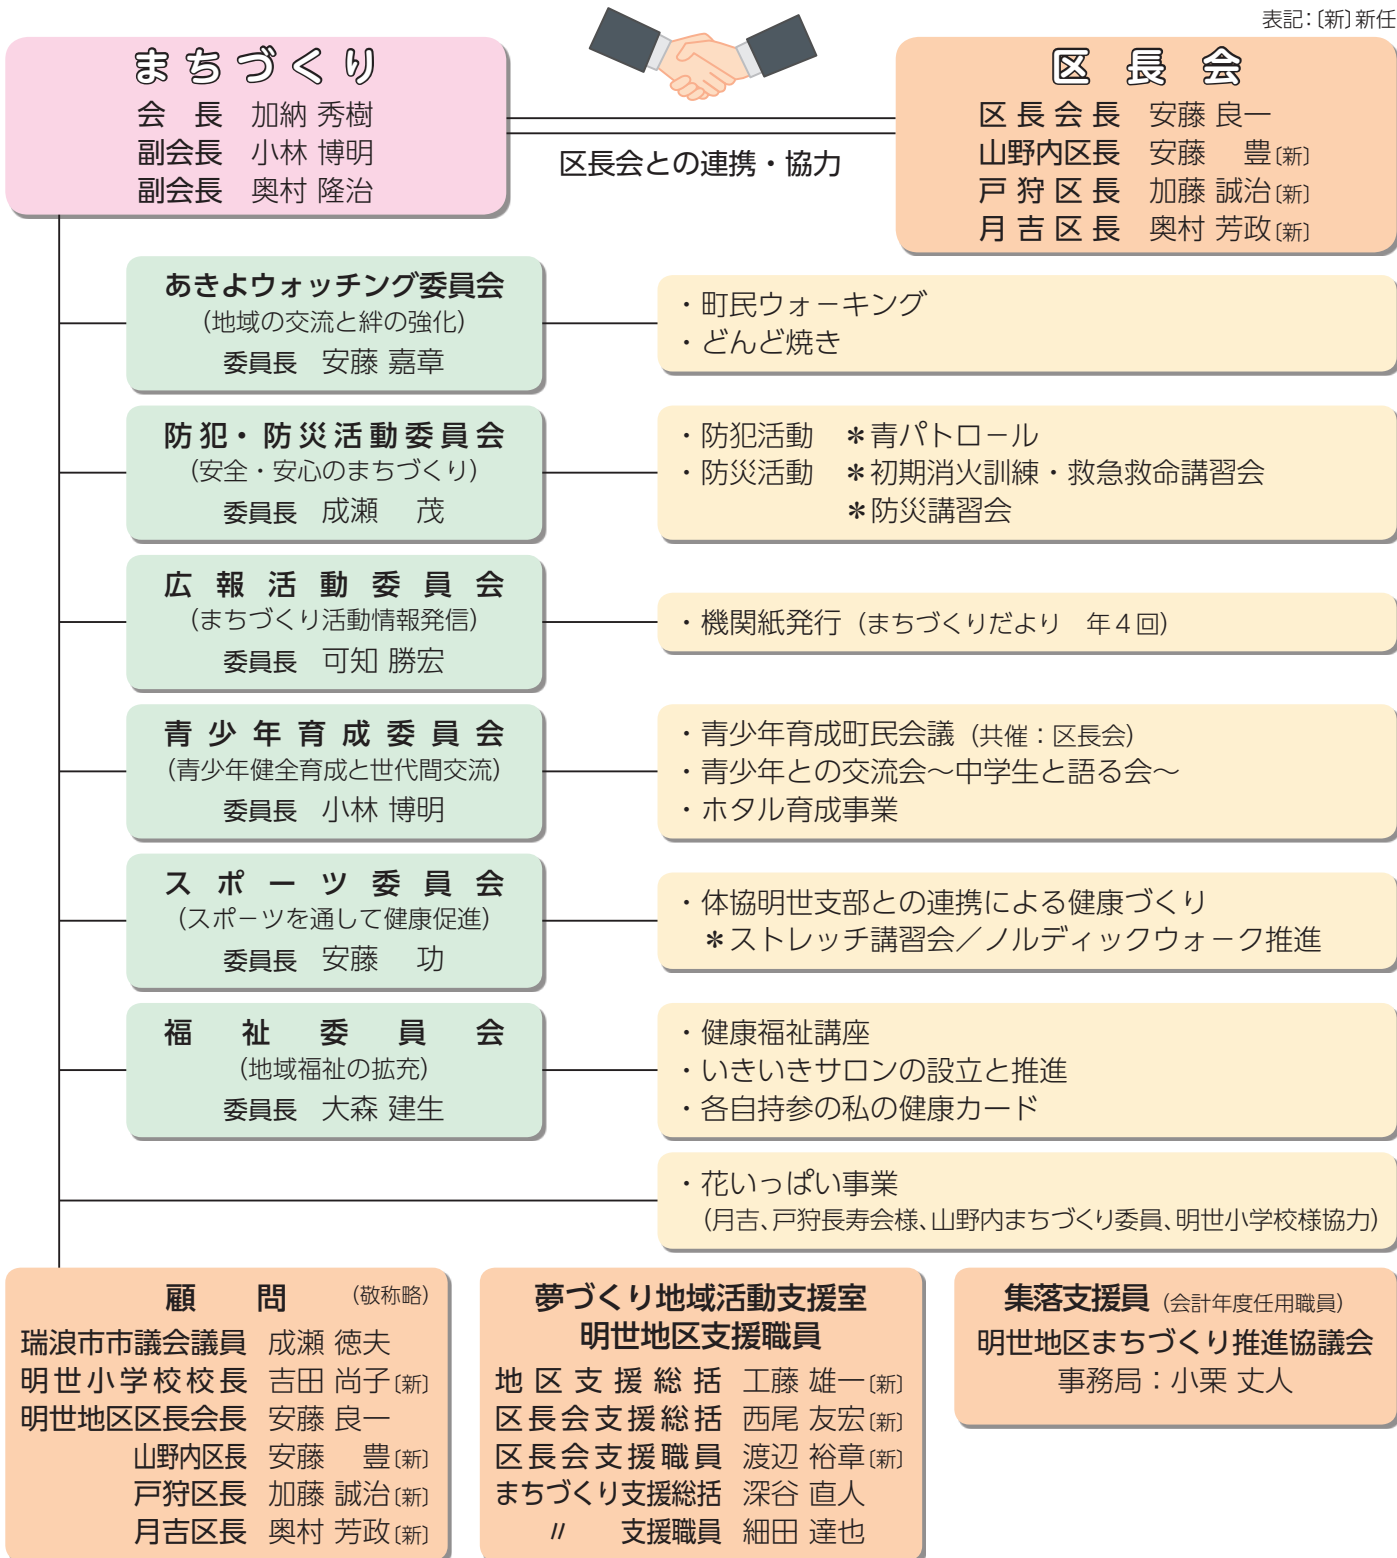 表記：〔新〕新任
まちづくり
会　長　加納 秀樹
副会長　小林 博明
副会長　奥村 隆治
区長会との連携・協力
区長会
区長会長　安藤 良一
山野内区長　安藤　豊〔新〕
戸狩区長　加藤 誠治〔新〕
月吉区長　奥村 芳政〔新〕
あきよウォッチング委員会
(地域の交流と絆の強化)
委員長　安藤 嘉章
・町民ウォーキング
・どんど焼き
防犯・防災活動委員会
(安全・安心のまちづくり)
委員長　成瀬　茂
・防犯活動　＊青パトロール
・防災活動　＊初期消火訓練・救急救命講習会
＊防災講習会
広報活動委員会
(まちづくり活動情報発信)
委員長　可知 勝宏
・機関紙発行 (まちづくりだより　年４回)
青少年育成委員会
(青少年健全育成と世代間交流)
委員長　小林 博明
・青少年育成町民会議 (共催：区長会)
・青少年との交流会～中学生と語る会～
・ホタル育成事業
スポーツ委員会
(スポーツを通して健康促進)
委員長　安藤　功
・体協明世支部との連携による健康づくり
＊ストレッチ講習会／ノルディックウォーク推進
福祉委員会
(地域福祉の拡充)
委員長　大森 建生
・健康福祉講座
・いきいきサロンの設立と推進
・各自持参の私の健康カード
・花いっぱい事業
(月吉、戸狩長寿会様、山野内まちづくり委員、明世小学校様協力)
顧　問　(敬称略)
瑞浪市市議会議員　成瀬 徳夫
明世小学校校長　吉田 尚子〔新〕
明世地区区長会長　安藤 良一
山野内区長　安藤　豊〔新〕
戸狩区長　加藤 誠治〔新〕
月吉区長　奥村 芳政〔新〕
夢づくり地域活動支援室
明世地区支援職員
地区支援総括　工藤 雄一〔新〕
区長会支援総括　西尾 友宏〔新〕
区長会支援職員　渡辺 裕章〔新〕
まちづくり支援総括　深谷 直人
〃　支援職員　細田 達也
集落支援員 (会計年度任用職員)
明世地区まちづくり推進協議会
事務局：小栗 丈人